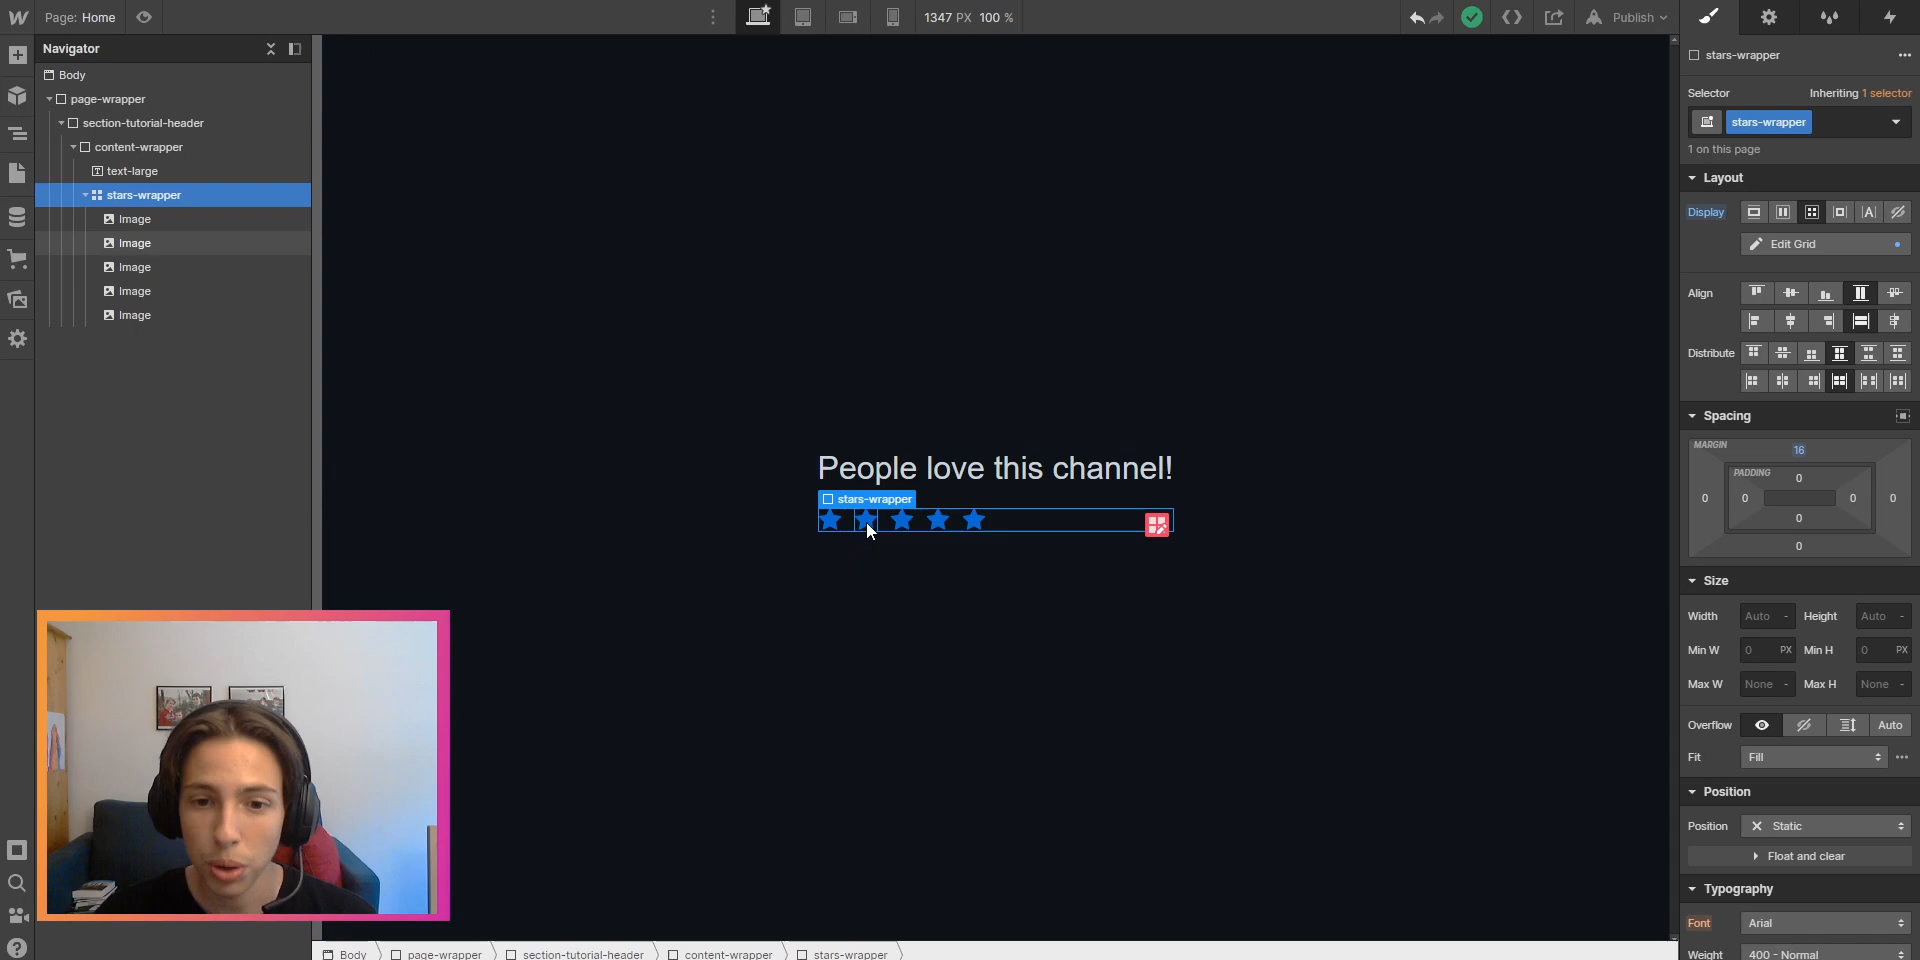 Page: Home
1347 PX 100 %
Publish
Navigator
Body
page-wrapper
section-tutorial-header
content-wrapper
text-large
stars-wrapper
Image
Image
Image
Image
Image
People love this channel!
stars-wrapper
stars-wrapper
Selector
Inheriting 1 selector
stars-wrapper
1 on this page
Layout
Display
Edit Grid
Align
Distribute
Spacing
MARGIN
16
PADDING
0
0 0 0 0
0
0
Size
Width Auto - Height Auto -
Min W 0 PX Min H 0 PX
Max W None - Max H None -
Overflow Auto
Fit Fill
Position
Position Static
Float and clear
Typography
Font Arial
Weight 400 - Normal
Body page-wrapper section-tutorial-header content-wrapper stars-wrapper